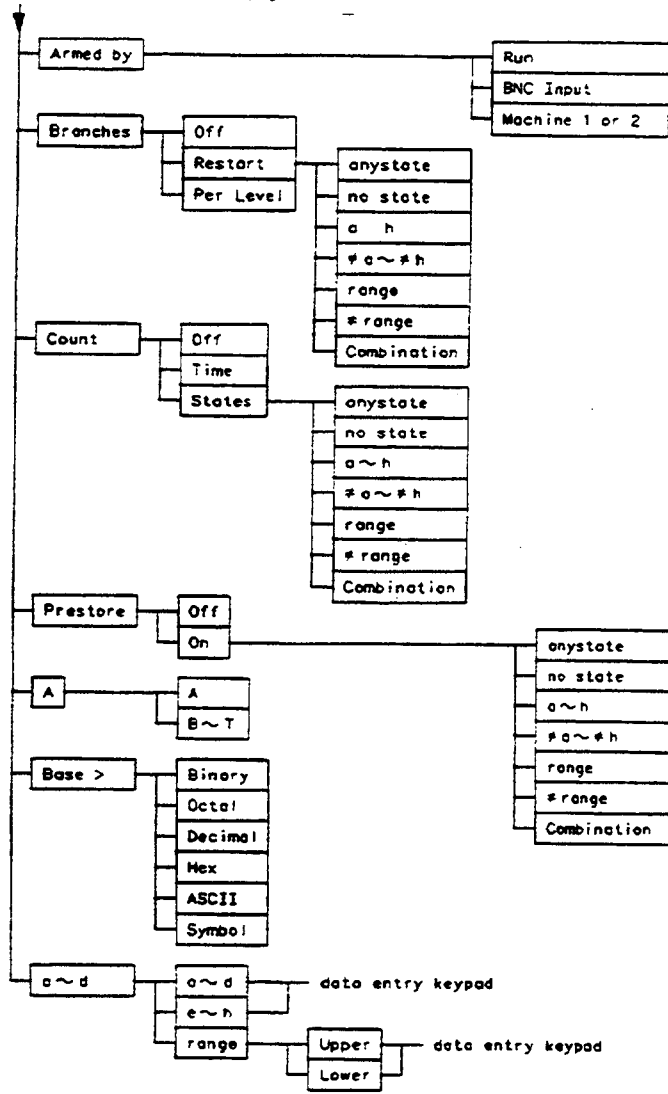 Armed by
Run
BNC Input
Machine 1 or 2
Branches
Off
Restart
Per Level
anystate
no state
a h
≠a~≠h
range
≠range
Combination
Count
Off
Time
States
anystate
no state
a~h
≠a~≠h
range
≠range
Combination
Prestore
Off
On
anystate
no state
a~h
≠a~≠h
range
≠range
Combination
A
A
B~T
Base >
Binary
Octal
Decimal
Hex
ASCII
Symbol
a~d
a~d
data entry keypad
e~h
range
Upper
data entry keypad
Lower